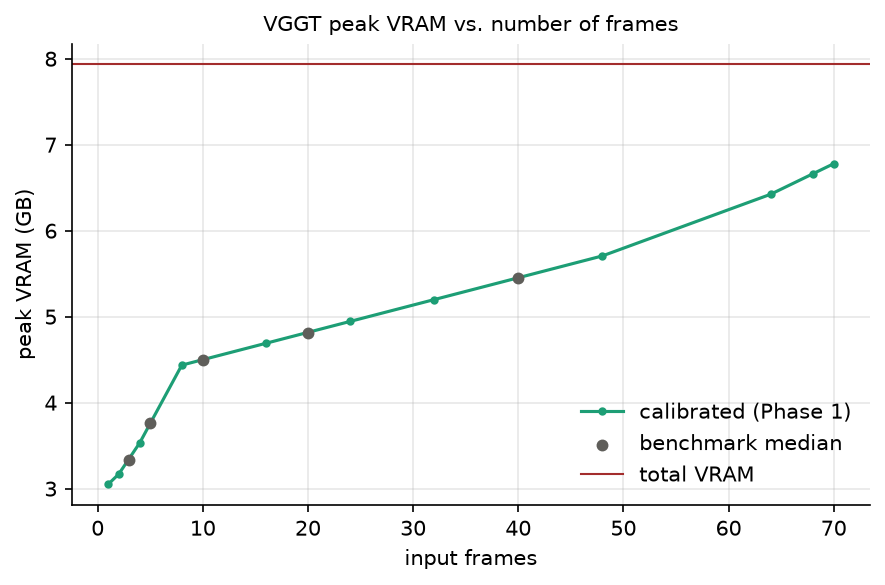 VGGT peak VRAM vs. number of frames
8
7
6
5
4
3
peak VRAM (GB)
calibrated (Phase 1)
benchmark median
total VRAM
0 10 20 30 40 50 60 70
input frames